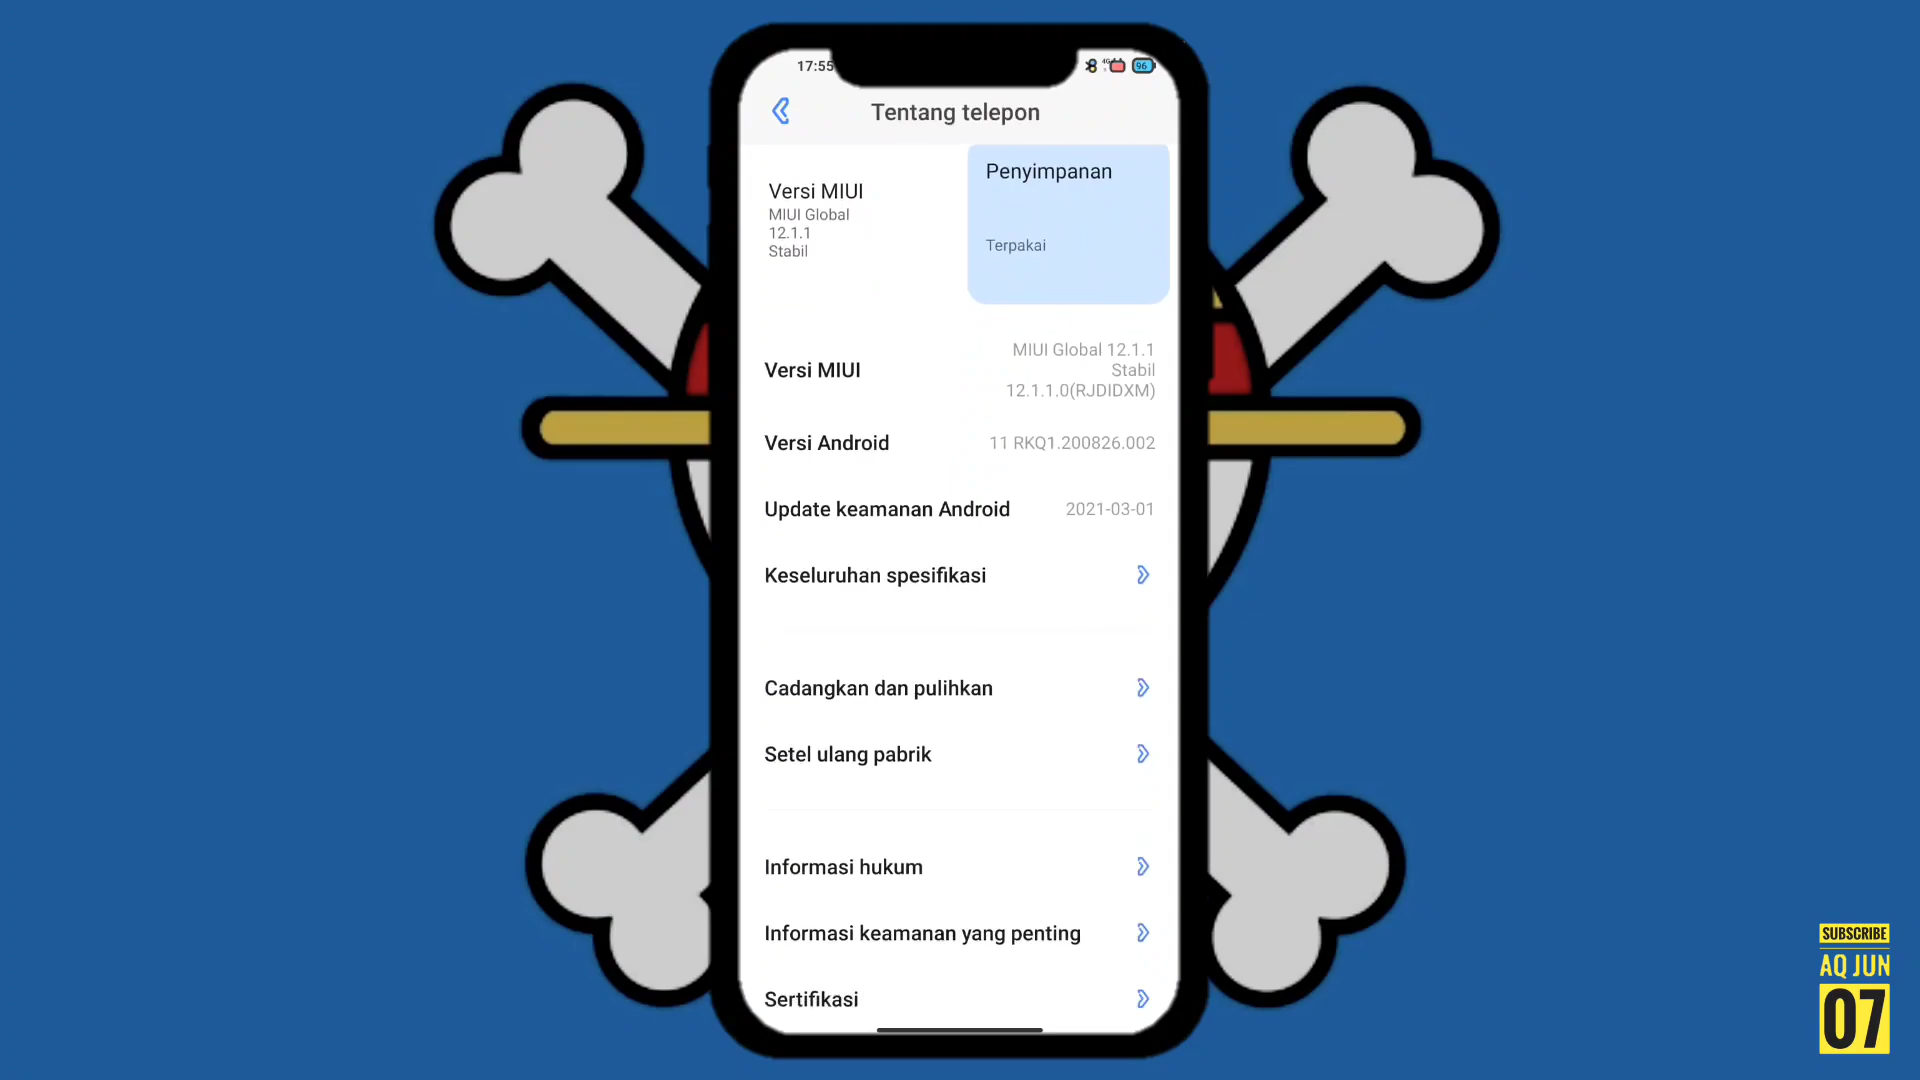 17:55
4G
96
Tentang telepon
Versi MIUI
MIUI Global
12.1.1
Stabil
Penyimpanan
Terpakai
Versi MIUI
MIUI Global 12.1.1
Stabil
12.1.1.0(RJDIDXM)
Versi Android
11 RKQ1.200826.002
Update keamanan Android
2021-03-01
Keseluruhan spesifikasi
Cadangkan dan pulihkan
Setel ulang pabrik
Informasi hukum
Informasi keamanan yang penting
Sertifikasi
SUBSCRIBE
AQ JUN
07